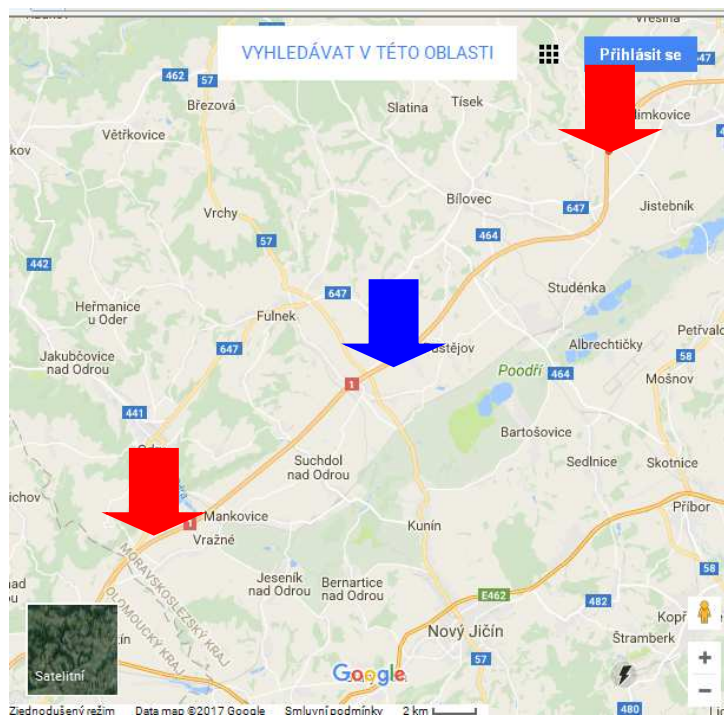 Vřesina
VYHLEDÁVAT V TÉTO OBLASTI
Přihlásit se
647
462
57
Březová
Slatina
Tísek
Větřkovice
Bílovec
647
Jistebník
Vrchy
57
464
442
Studénka
647
Heřmanice
u Oder
Fulnek
Albrechtičky
Jakubčovice
nad Odrou
647
Poodří
58
464
Mošnov
1
441
Bartošovice
Suchdol
nad Odrou
Sedlnice
Skotnice
Příbor
Mankovice
1
Kunín
Vražné
58
MORAVSKOSLEZSKÝ KRAJ
OLOMOUCKÝ KRAJ
Jeseník
nad Odrou
Bernartice
nad Odrou
E462
482
Nový Jičín
Štramberk
57
Satelitní
Google
+
−
480
Zjednodušený režim Data map ©2017 Google Smluvní podmínky 2 km